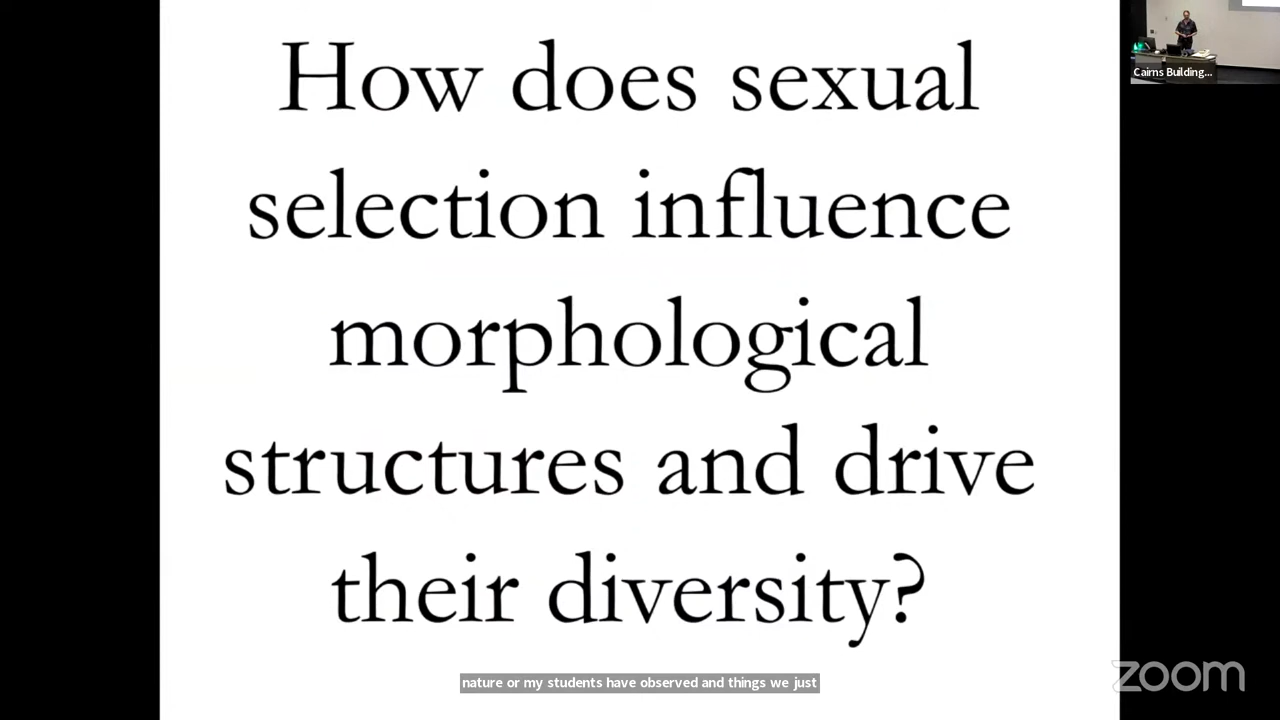 How does sexual
selection influence
morphological
structures and drive
their diversity?
Cairns Building...
nature or my students have observed and things we just
zoom